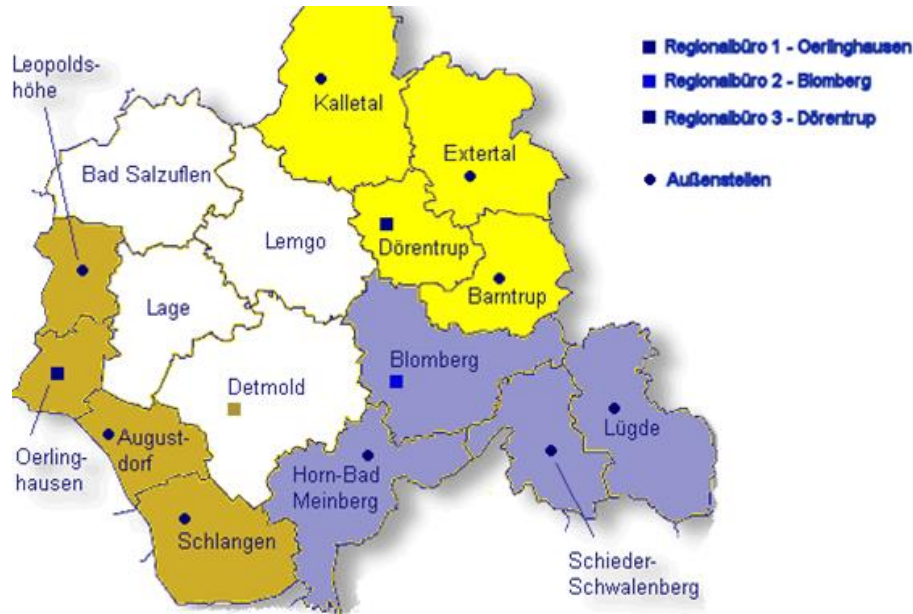 Leopolds-
höhe
Kalletal
Regionalbüro 1 - Oerlinghausen
Regionalbüro 2 - Blomberg
Regionalbüro 3 - Dörentrup
Außenstellen
Extertal
Bad Salzuflen
Lemgo
Dörentrup
Barntrup
Lage
Blomberg
Detmold
Lügde
Oerling-
hausen
August-
dorf
Horn-Bad
Meinberg
Schlangen
Schieder-
Schwalenberg